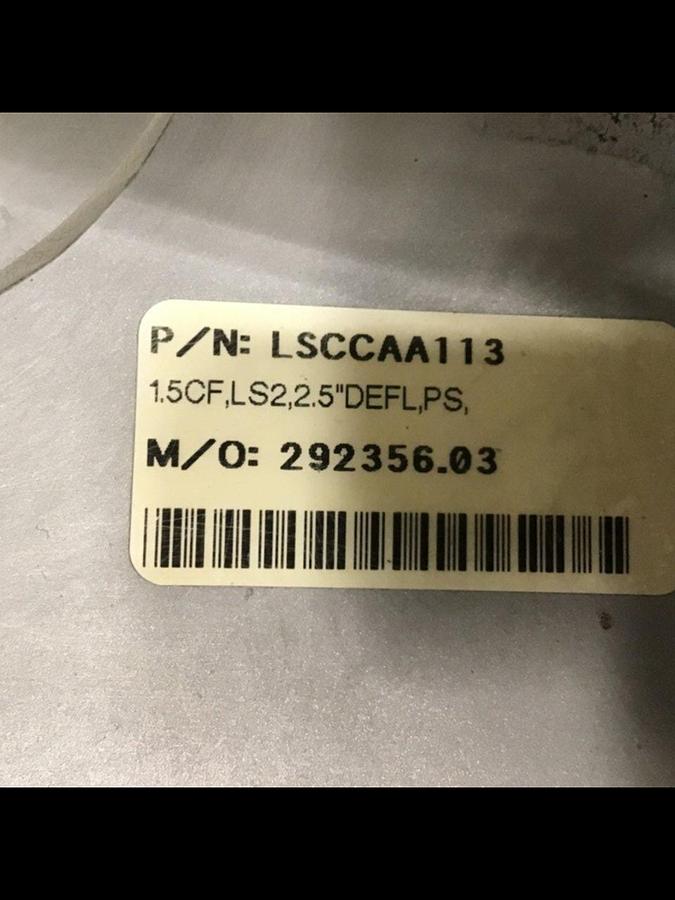 P/N: LSCCAA113
1.5CF,LS2,2.5"DEFL,PS,
M/O: 292356.03